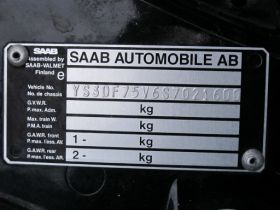 SAAB SAAB AUTOMOBILE AB
Assembled by
SAAB-VALMET
Finland e
Vehicle No.
No de chassis
G.V.W.R.
P. max. Adm. kg
Max. train W.
P.M.A. train kg
G.A.W.R. front
P. max. l'ess. AV. 1 - kg
G.A.W.R. rear
P. max. l'ess. AR. 2 - kg